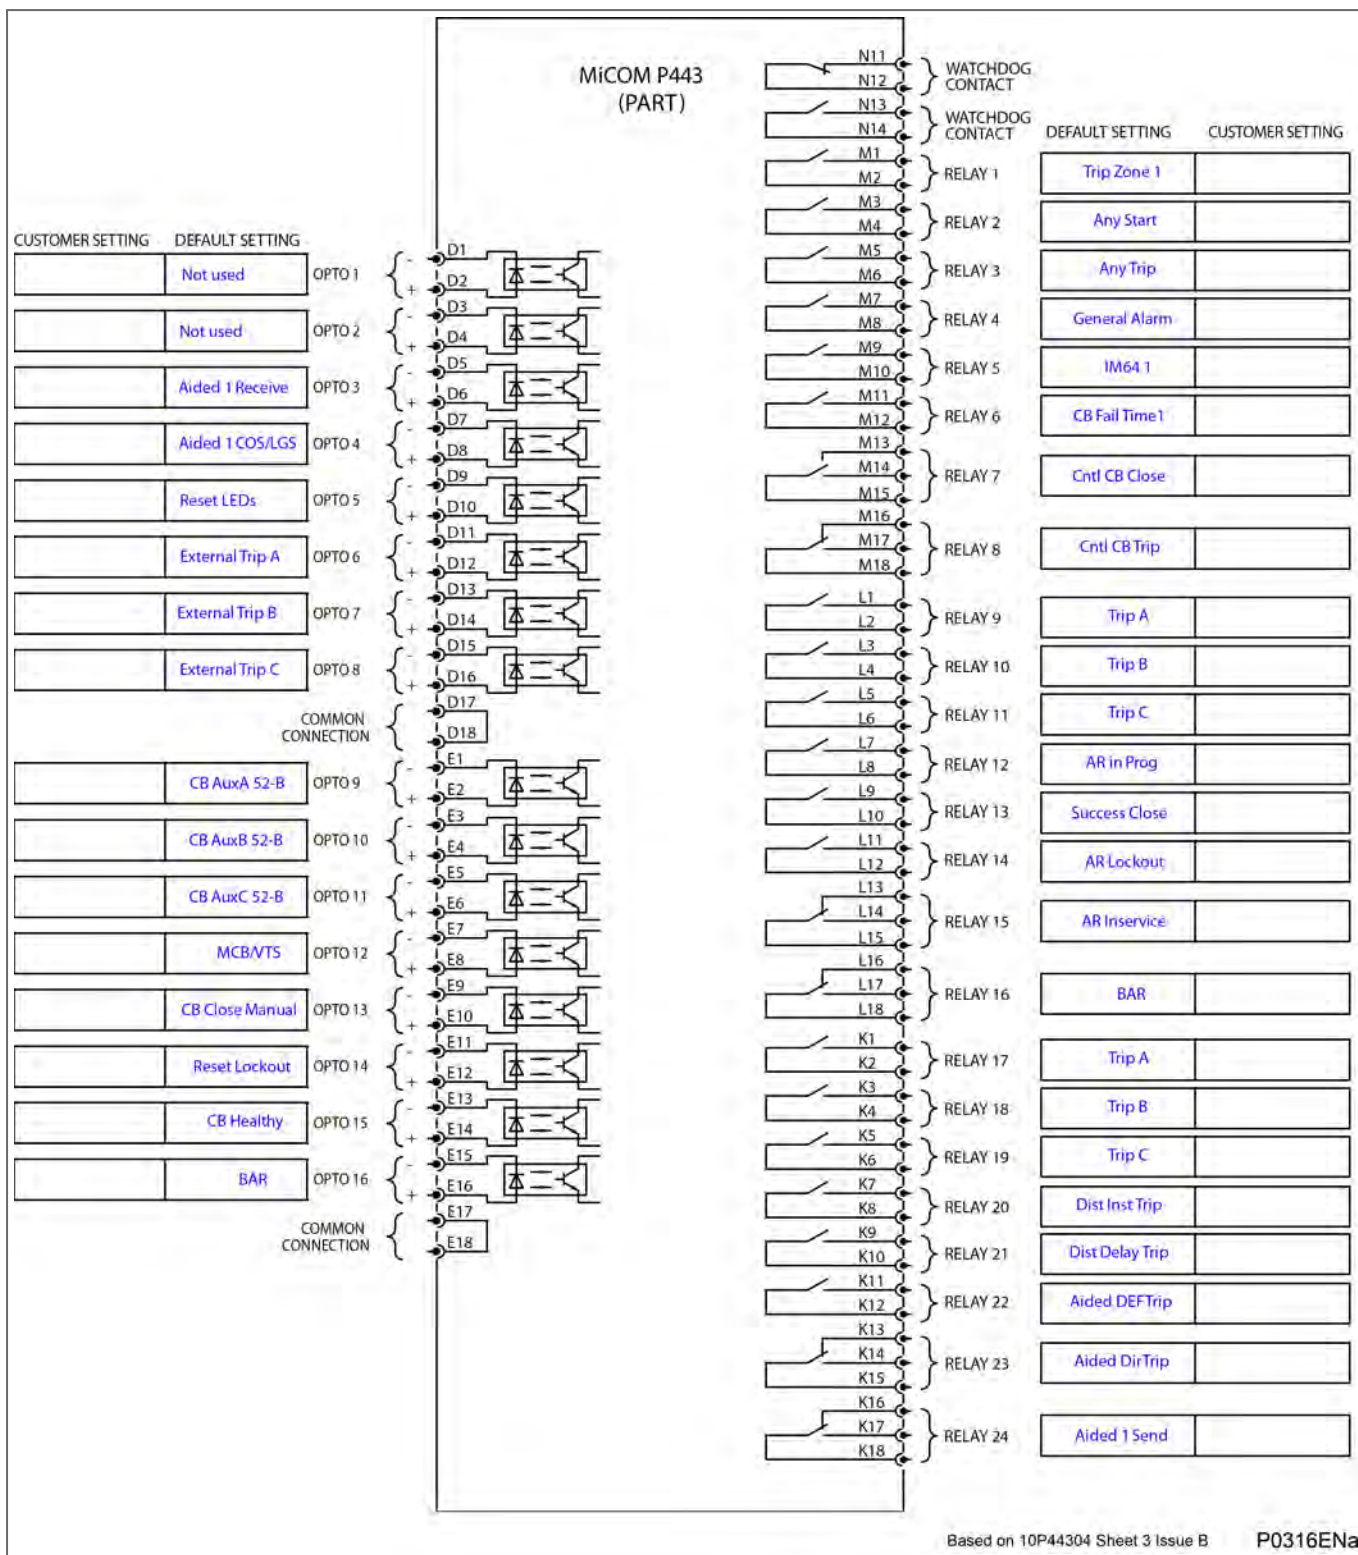 MiCOM P443
(PART)
N11
N12
WATCHDOG
CONTACT
N13
N14
WATCHDOG
CONTACT
DEFAULT SETTING CUSTOMER SETTING
M1
M2
RELAY 1
Trip Zone 1
M3
M4
RELAY 2
Any Start
M5
M6
RELAY 3
Any Trip
M7
M8
RELAY 4
General Alarm
M9
M10
RELAY 5
IM64 1
M11
M12
RELAY 6
CB Fail Time1
M13
M14
M15
RELAY 7
Cntl CB Close
M16
M17
M18
RELAY 8
Cntl CB Trip
L1
L2
RELAY 9
Trip A
L3
L4
RELAY 10
Trip B
L5
L6
RELAY 11
Trip C
L7
L8
RELAY 12
AR in Prog
L9
L10
RELAY 13
Success Close
L11
L12
RELAY 14
AR Lockout
L13
L14
L15
RELAY 15
AR Inservice
L16
L17
L18
RELAY 16
BAR
K1
K2
RELAY 17
Trip A
K3
K4
RELAY 18
Trip B
K5
K6
RELAY 19
Trip C
K7
K8
RELAY 20
Dist Inst Trip
K9
K10
RELAY 21
Dist Delay Trip
K11
K12
RELAY 22
Aided DEFTrip
K13
K14
K15
RELAY 23
Aided DirTrip
K16
K17
K18
RELAY 24
Aided 1 Send
CUSTOMER SETTING DEFAULT SETTING
Not used
OPTO 1
-
+
D1
D2
Not used
OPTO 2
-
+
D3
D4
Aided 1 Receive
OPTO 3
-
+
D5
D6
Aided 1 COS/LGS
OPTO 4
-
+
D7
D8
Reset LEDs
OPTO 5
-
+
D9
D10
External Trip A
OPTO 6
-
+
D11
D12
External Trip B
OPTO 7
-
+
D13
D14
External Trip C
OPTO 8
-
+
D15
D16
COMMON
CONNECTION
D17
D18
CB AuxA 52-B
OPTO 9
-
+
E1
E2
CB AuxB 52-B
OPTO 10
-
+
E3
E4
CB AuxC 52-B
OPTO 11
-
+
E5
E6
MCB/VTS
OPTO 12
-
+
E7
E8
CB Close Manual
OPTO 13
-
+
E9
E10
Reset Lockout
OPTO 14
-
+
E11
E12
CB Healthy
OPTO 15
-
+
E13
E14
BAR
OPTO 16
-
+
E15
E16
COMMON
CONNECTION
E17
E18
Based on 10P44304 Sheet 3 Issue B
P0316ENa